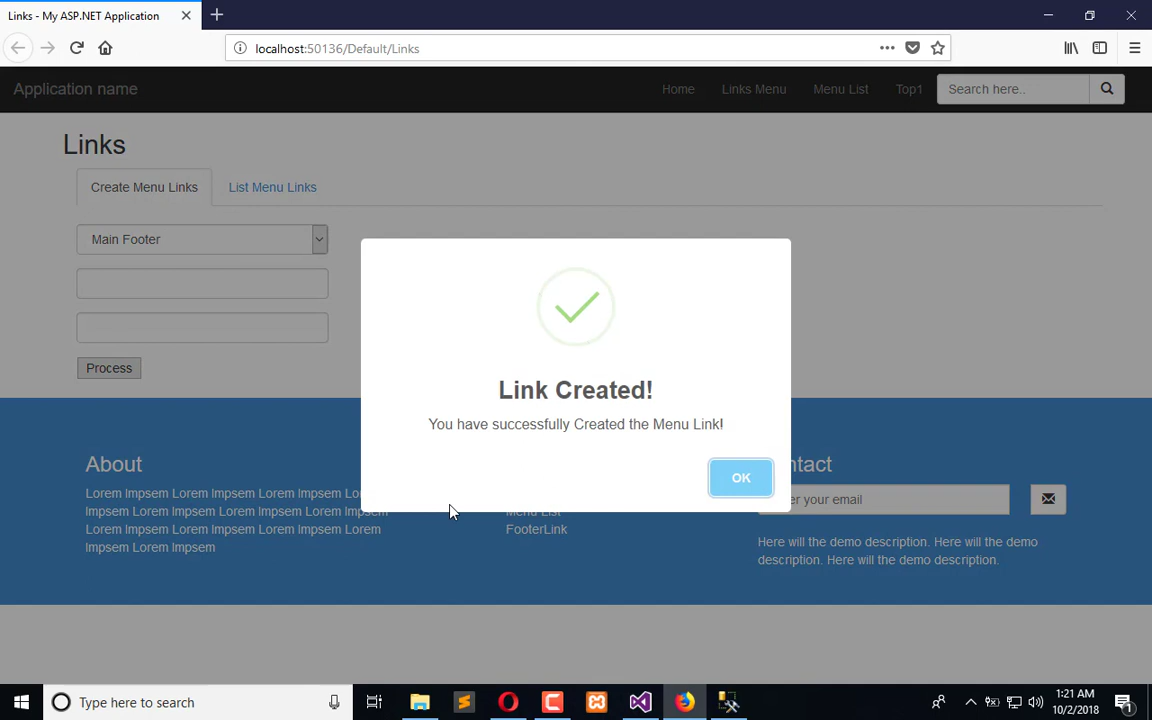 Links - My ASP.NET Application
localhost:50136/Default/Links
Application name
Home
Links Menu
Menu List
Top1
Search here..
Links
Create Menu Links
List Menu Links
Main Footer
Process
Link Created!
You have successfully Created the Menu Link!
OK
About
Lorem Impsem Lorem Impsem Lorem Impsem
Impsem Lorem Impsem Lorem Impsem Lorem Impsem
Lorem Impsem Lorem Impsem Lorem Impsem Lorem
Impsem Lorem Impsem
Menu List
FooterLink
ntact
er your email
Here will the demo description. Here will the demo
description. Here will the demo description.
Type here to search
1:21 AM
10/2/2018
1